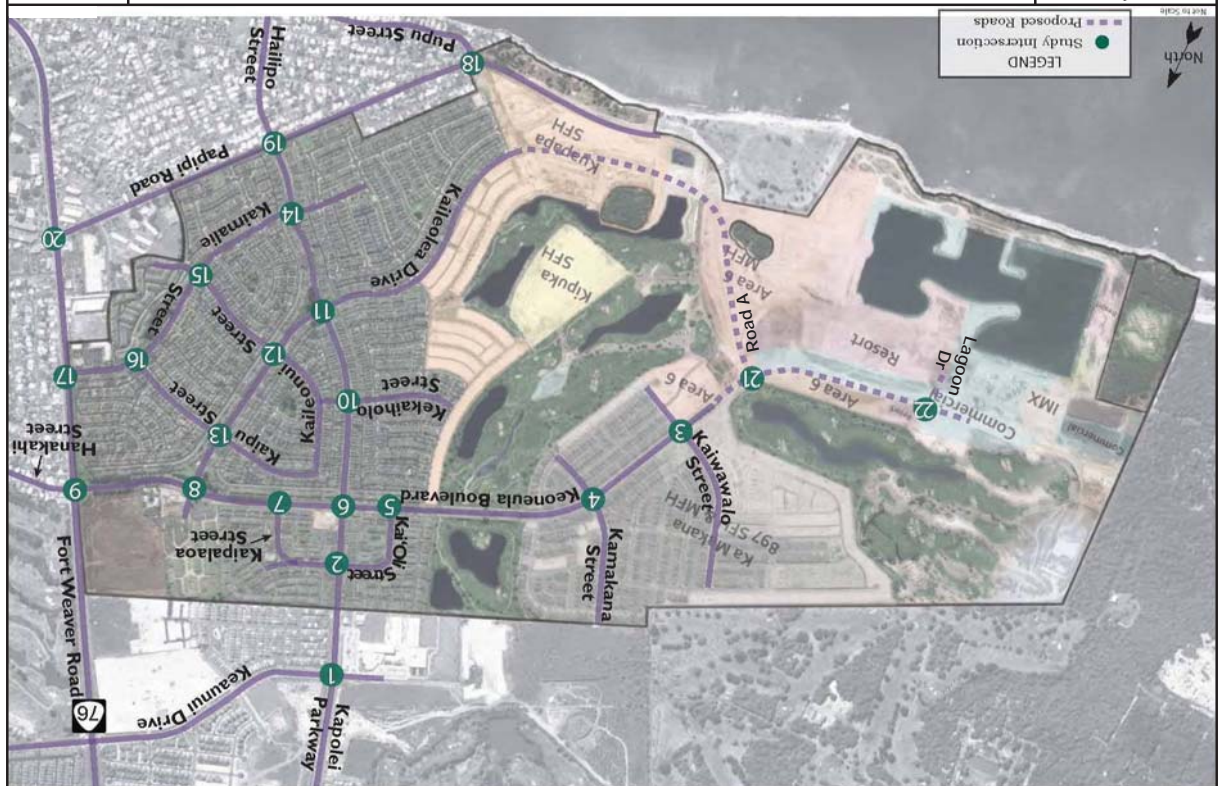 Not to Scale
North
LEGEND
Study Intersection
Proposed Roads
Hailipo
Street
Pupu Street
18
19
Papipi Road
Kuapapa
SFH
14
Kaimalie
Street
Kaileolea Drive
20
15
Kipuka
SFH
Area 6
MFH
Road A
11
12
Kaileonui
Street
16
17
Resort
Lagoon
Dr
21
Area 6
Area 6
22
Commercial
IMX
Commercial
10
Kekaiholo
Street
3
13
Kaipu
Street
Hanakahi
Street
9
8
7
6
5
Keoneula Boulevard
4
Kaiwawalo
Street
Ka Makana
897 SFH & MFH
Kaipalaoa
Street
Kai'Oli
Street
2
Kamakana
Street
Fort Weaver Road
76
Keaunui Drive
1
Kapolei
Parkway